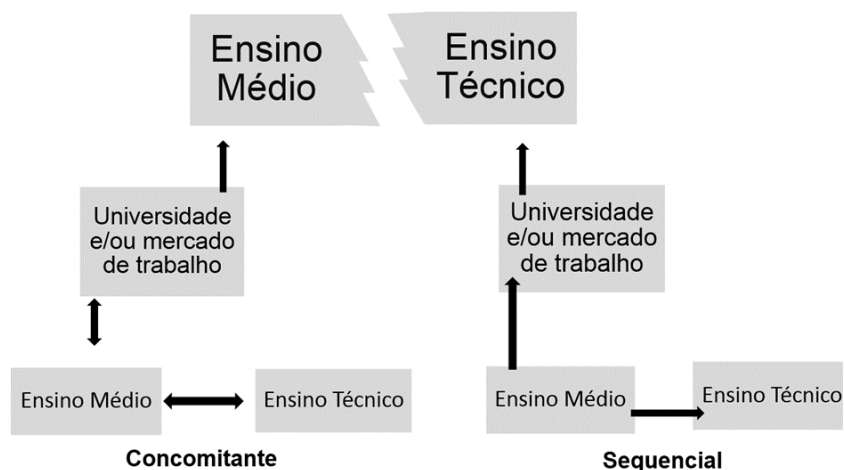 Ensino
Médio
Ensino
Técnico
Universidade
e/ou mercado
de trabalho
Universidade
e/ou mercado
de trabalho
Ensino Médio
Ensino Técnico
Ensino Médio
Ensino Técnico
Concomitante
Sequencial